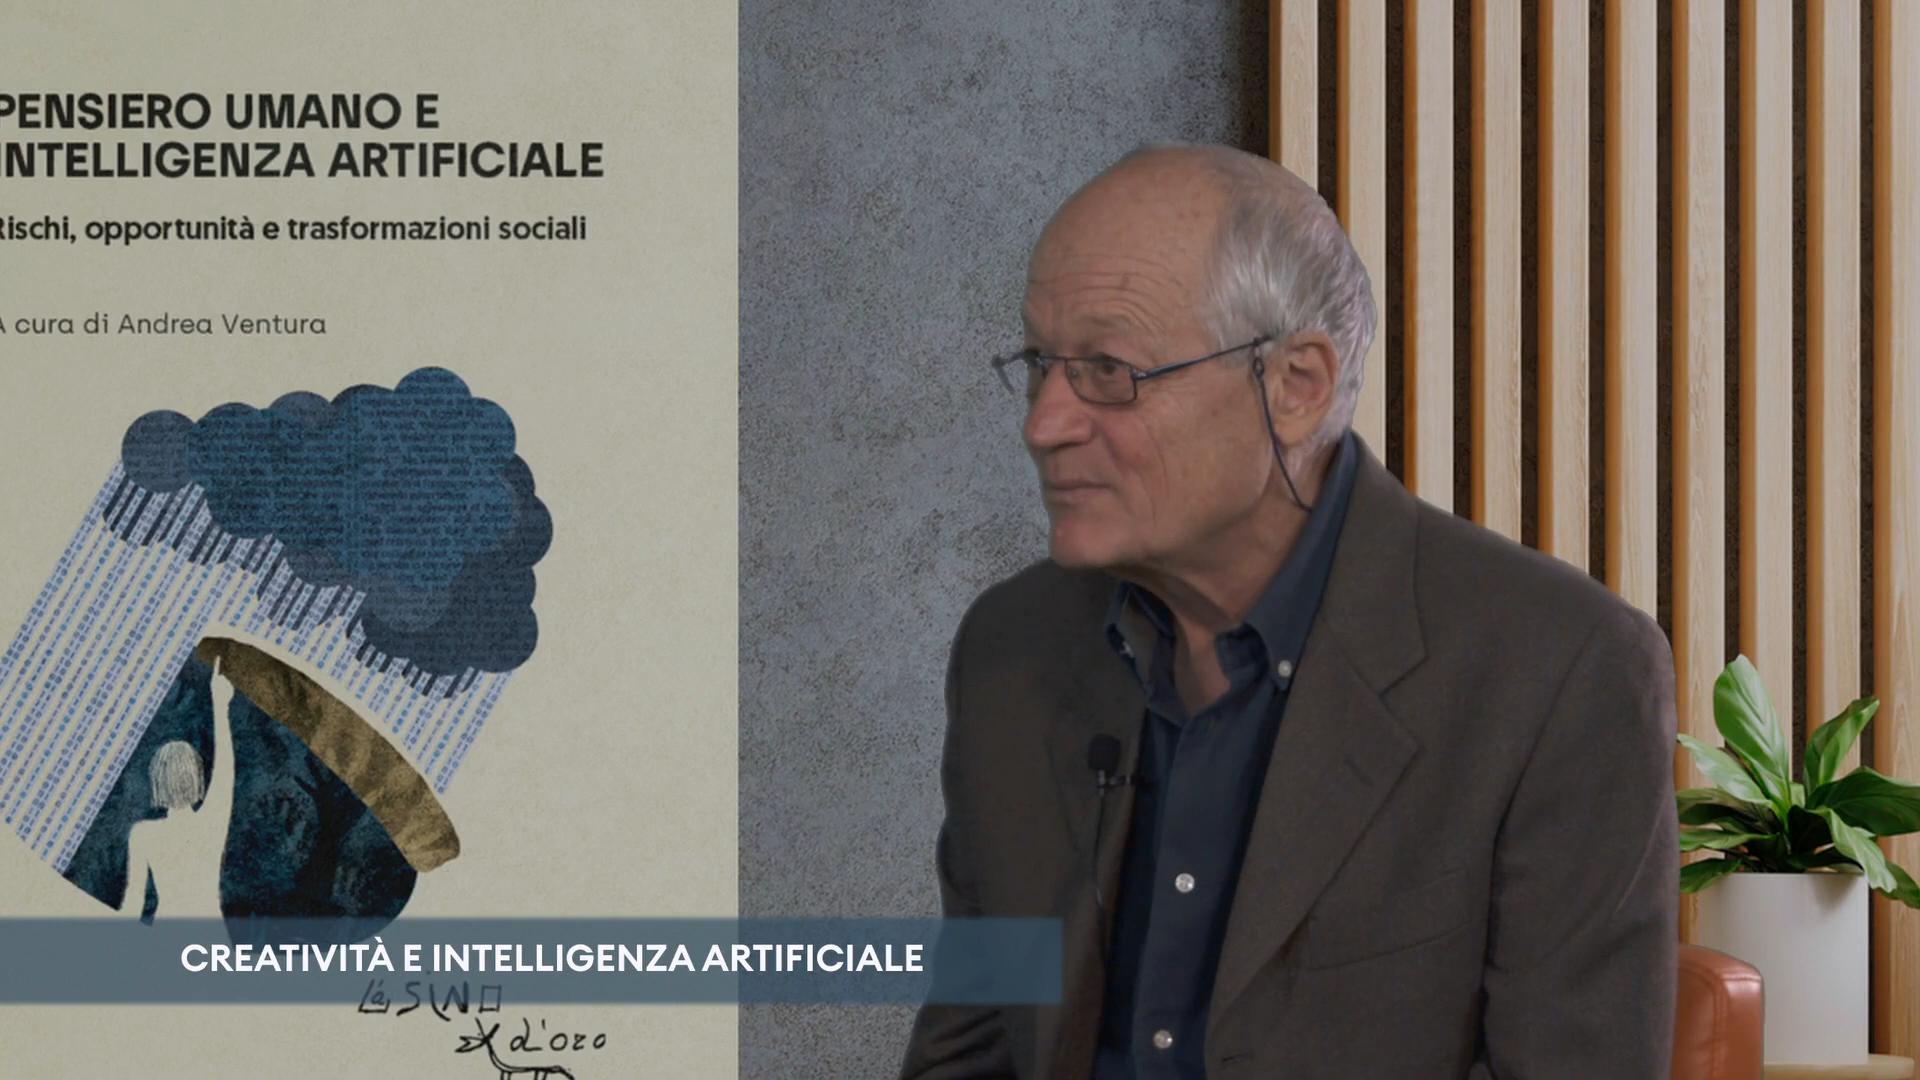 PENSIERO UMANO E
INTELLIGENZA ARTIFICIALE
Rischi, opportunità e trasformazioni sociali
A cura di Andrea Ventura
CREATIVITÀ E INTELLIGENZA ARTIFICIALE
L'aSINO
d'oro